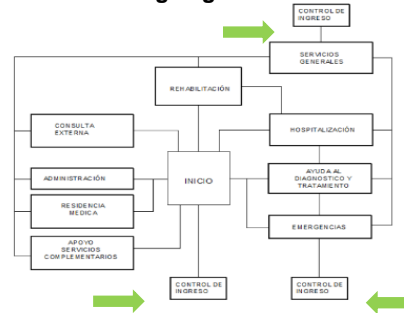 CONTROL DE
INGRESO
SERVICIOS
GENERALES
REHABILITACIÓN
CONSULTA
EXTERNA
HOSPITALIZACIÓN
ADMINISTRACIÓN
INICIO
AYUDA AL
DIAGNOSTICO Y
TRATAMIENTO
RESIDENCIA
MEDICA
EMERGENCIAS
APOYO
SERVICIOS
COMPLEMENTARIOS
CONTROL DE
INGRESO
CONTROL DE
INGRESO